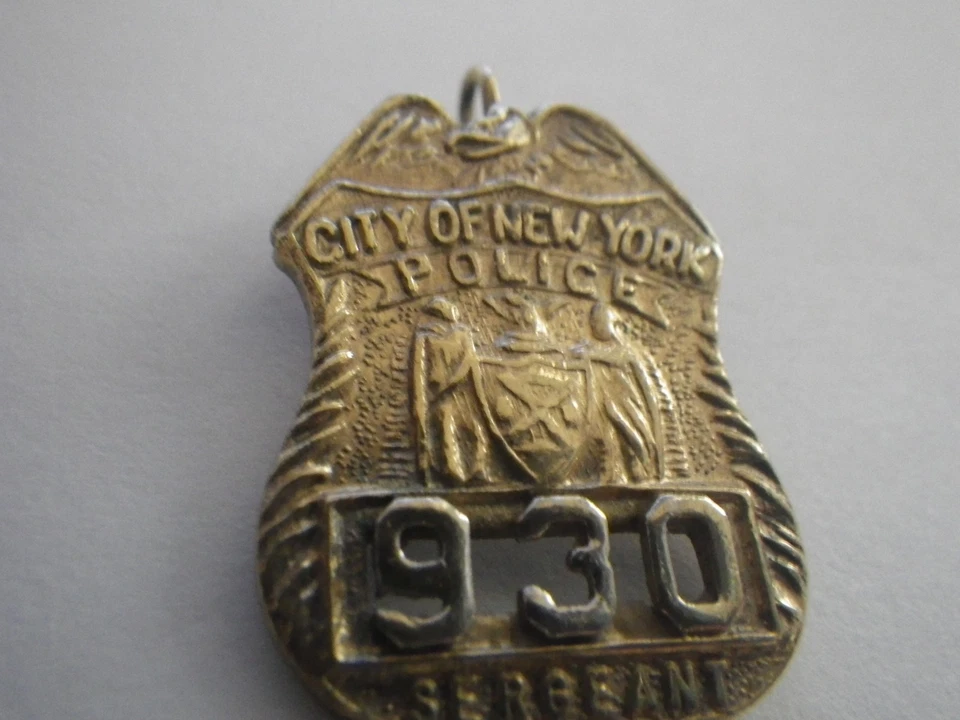 CITY OF NEW YORK
POLICE
930
SERGEANT